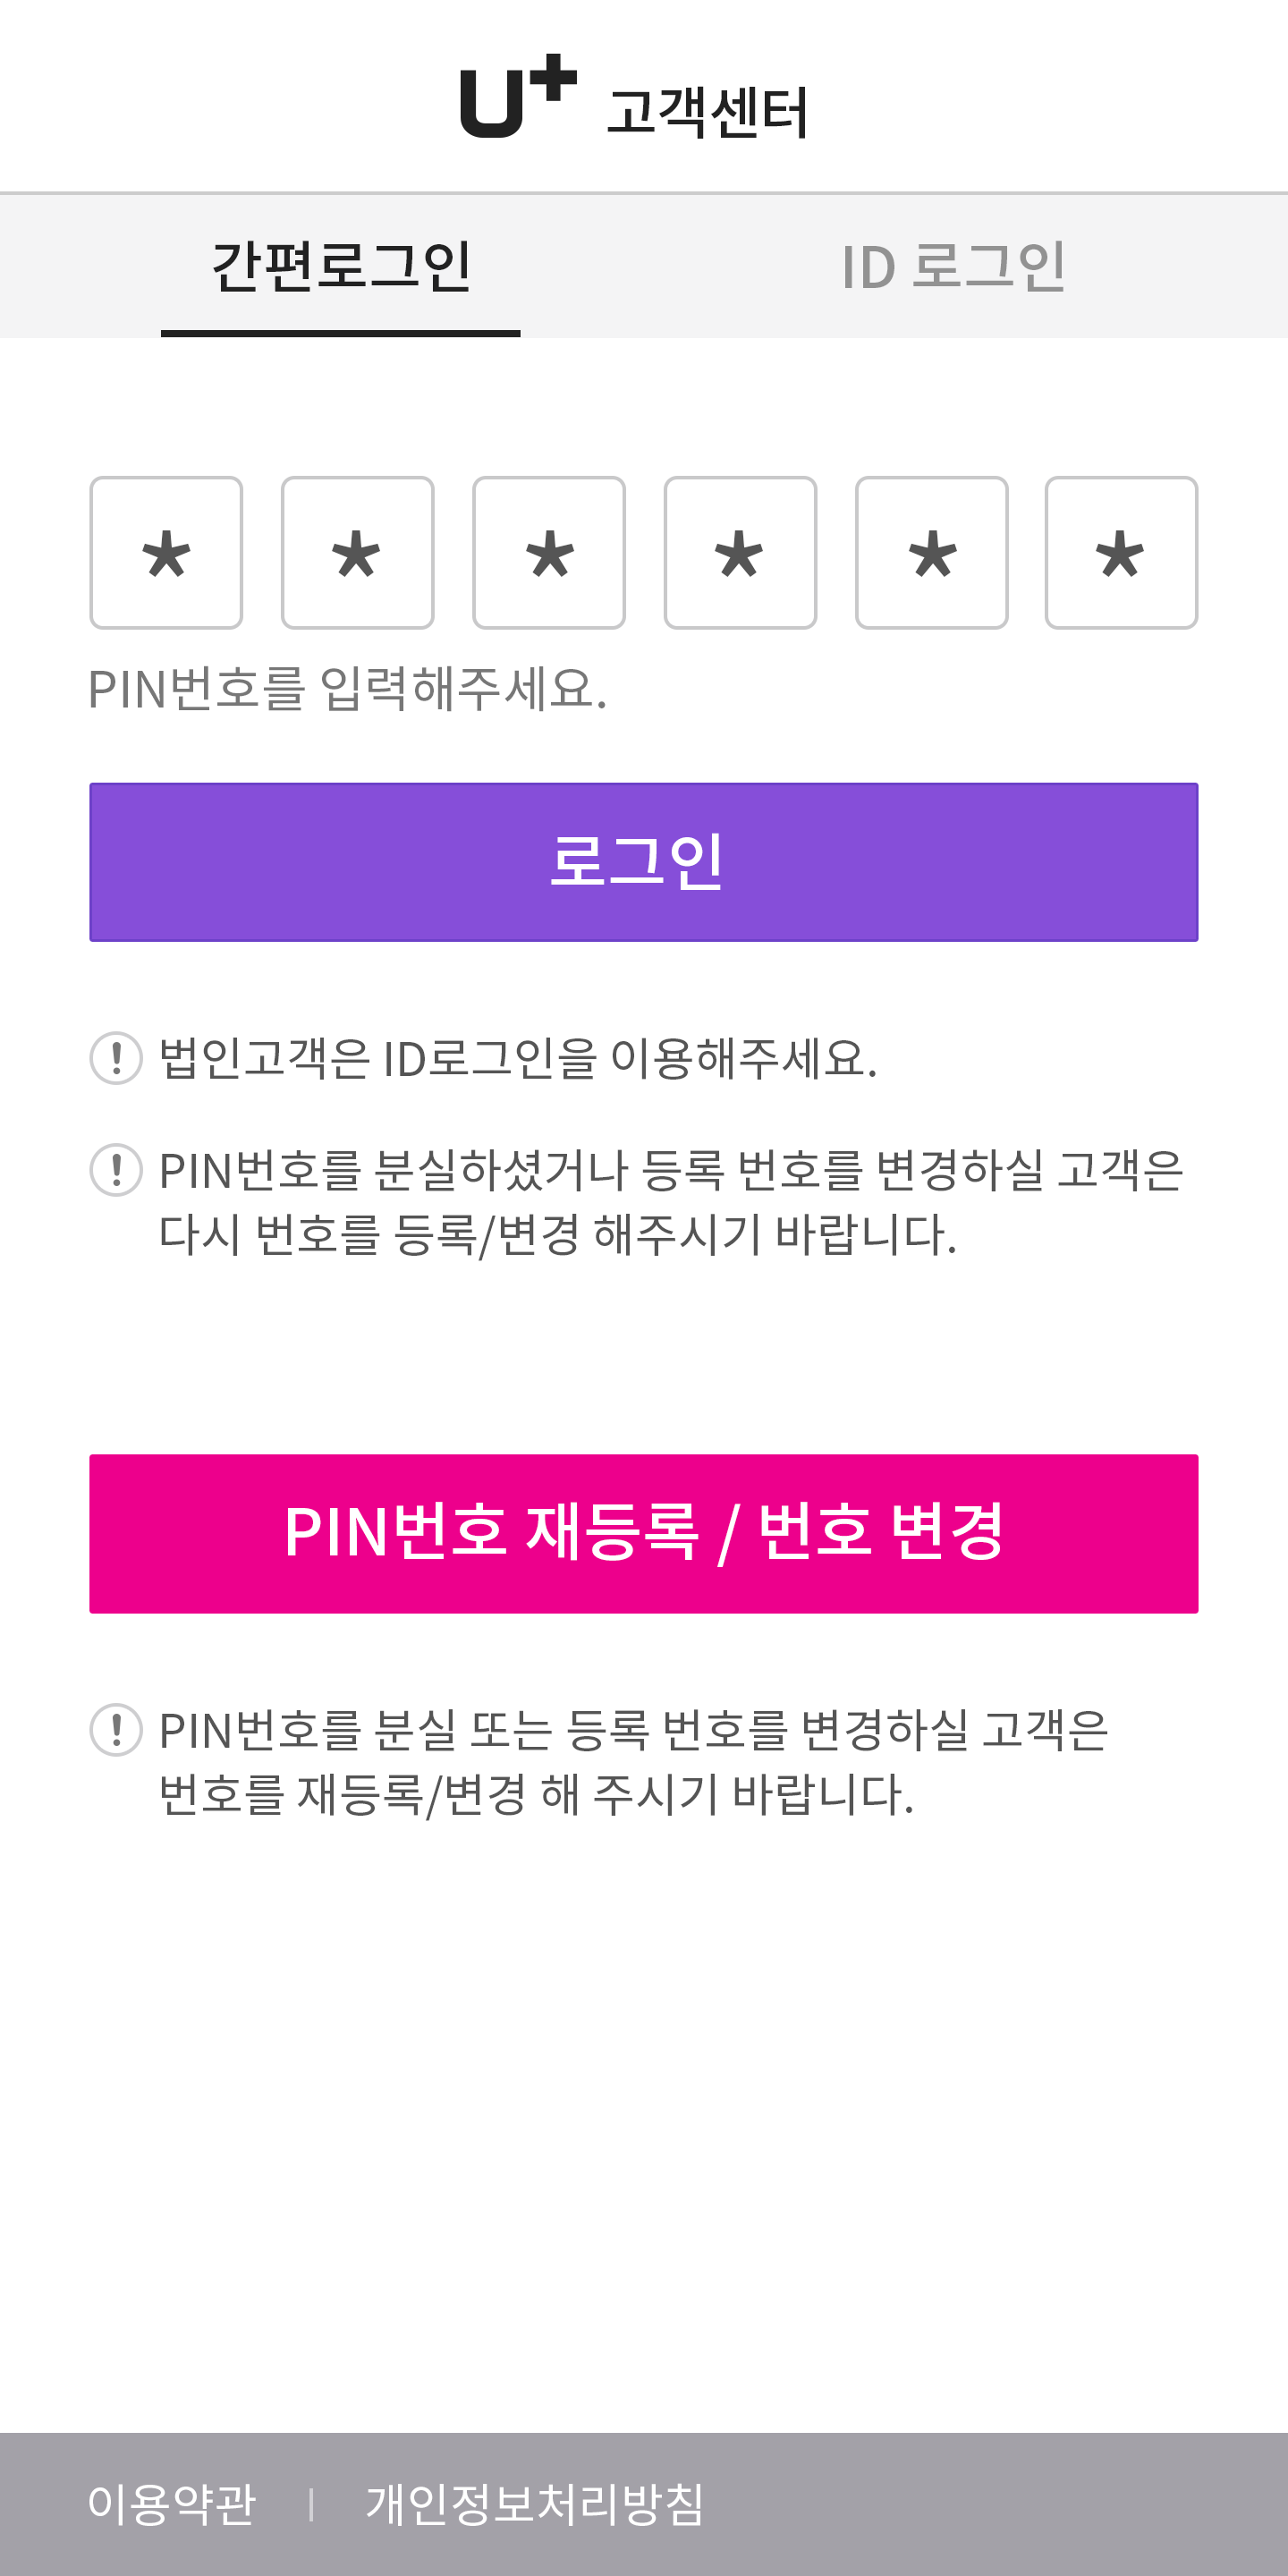 U+ 고객센터
간편로그인 ID 로그인
* * * * * *
PIN번호를 입력해주세요.
로그인
! 법인고객은 ID로그인을 이용해주세요.
! PIN번호를 분실하셨거나 등록 번호를 변경하실 고객은
다시 번호를 등록/변경 해주시기 바랍니다.
PIN번호 재등록 / 번호 변경
! PIN번호를 분실 또는 등록 번호를 변경하실 고객은
번호를 재등록/변경 해 주시기 바랍니다.
이용약관 | 개인정보처리방침